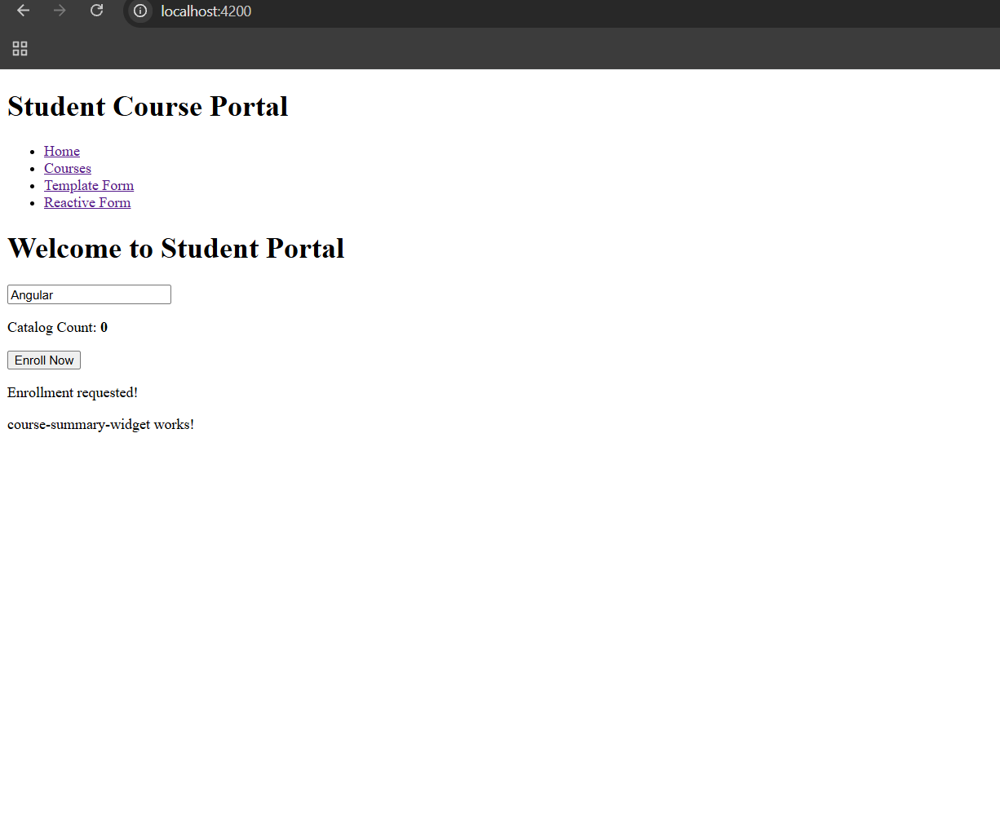 localhost:4200
Student Course Portal
Home
Courses
Template Form
Reactive Form
Welcome to Student Portal
Angular
Catalog Count: 0
Enroll Now
Enrollment requested!
course-summary-widget works!